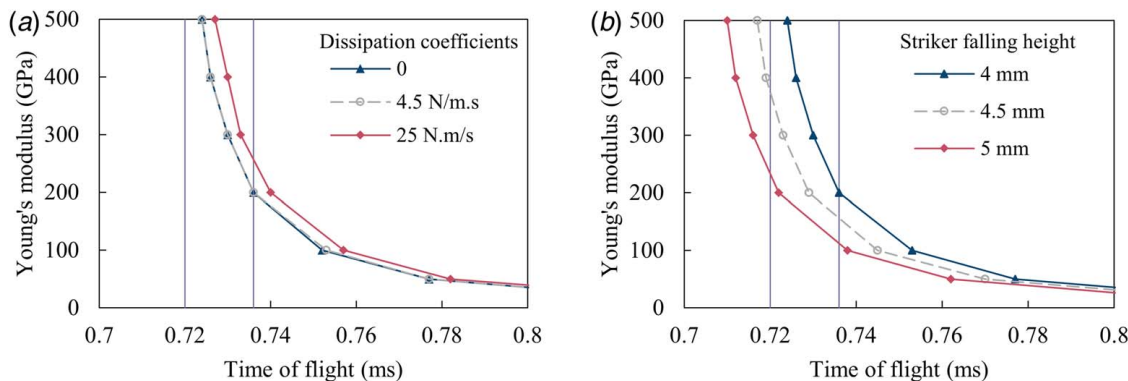 (a)
Dissipation coefficients
0
4.5 N/m.s
25 N.m/s
Young's modulus (GPa)
500
400
300
200
100
0
0.7 0.72 0.74 0.76 0.78 0.8
Time of flight (ms)
(b)
Striker falling height
4 mm
4.5 mm
5 mm
Young's modulus (GPa)
500
400
300
200
100
0
0.7 0.72 0.74 0.76 0.78 0.8
Time of flight (ms)